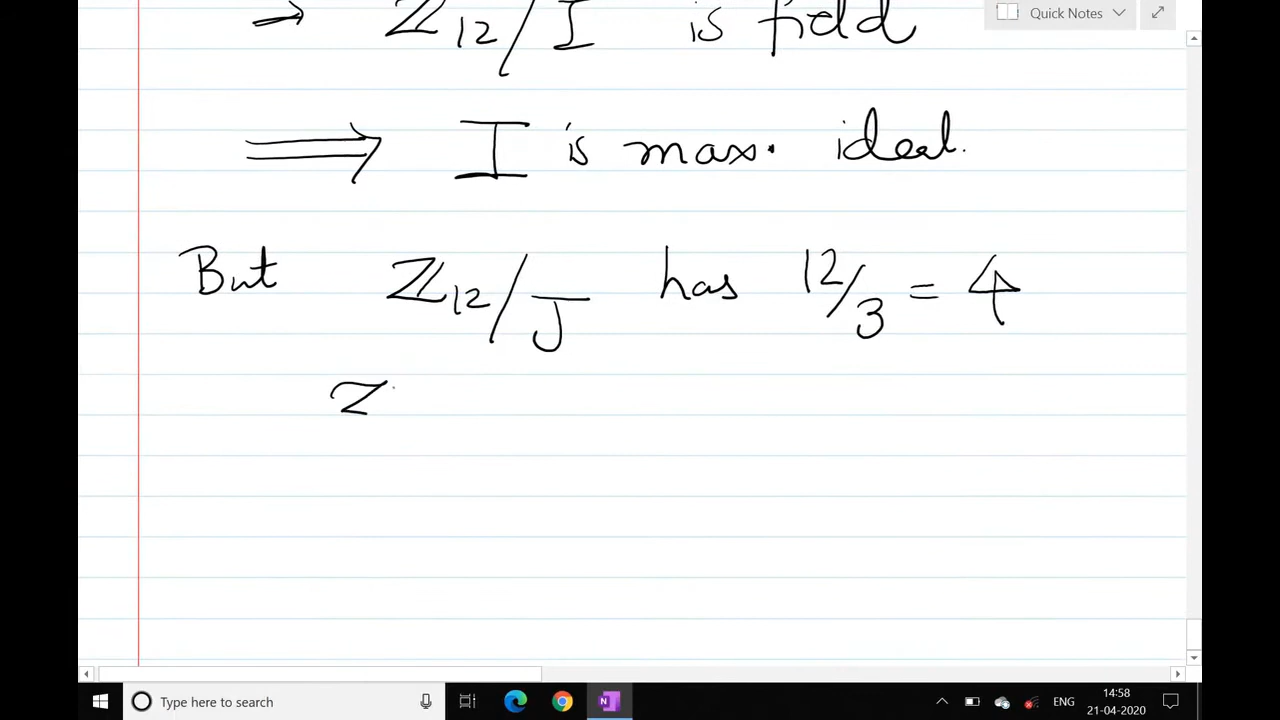 → ℤ₁₂/I is field
Quick Notes
⟹ I is max. ideal.
But ℤ₁₂/J has 12/3 = 4
Z
Type here to search
ENG
14:58
21-04-2020